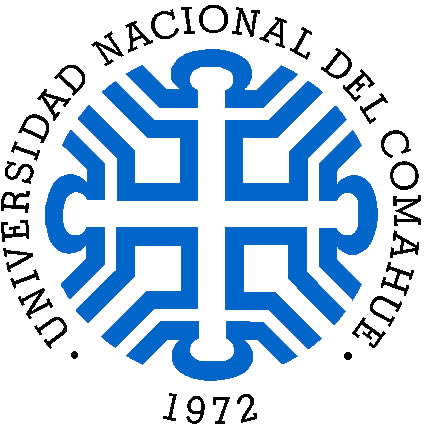 · UNIVERSIDAD NACIONAL DEL COMAHUE ·
1972